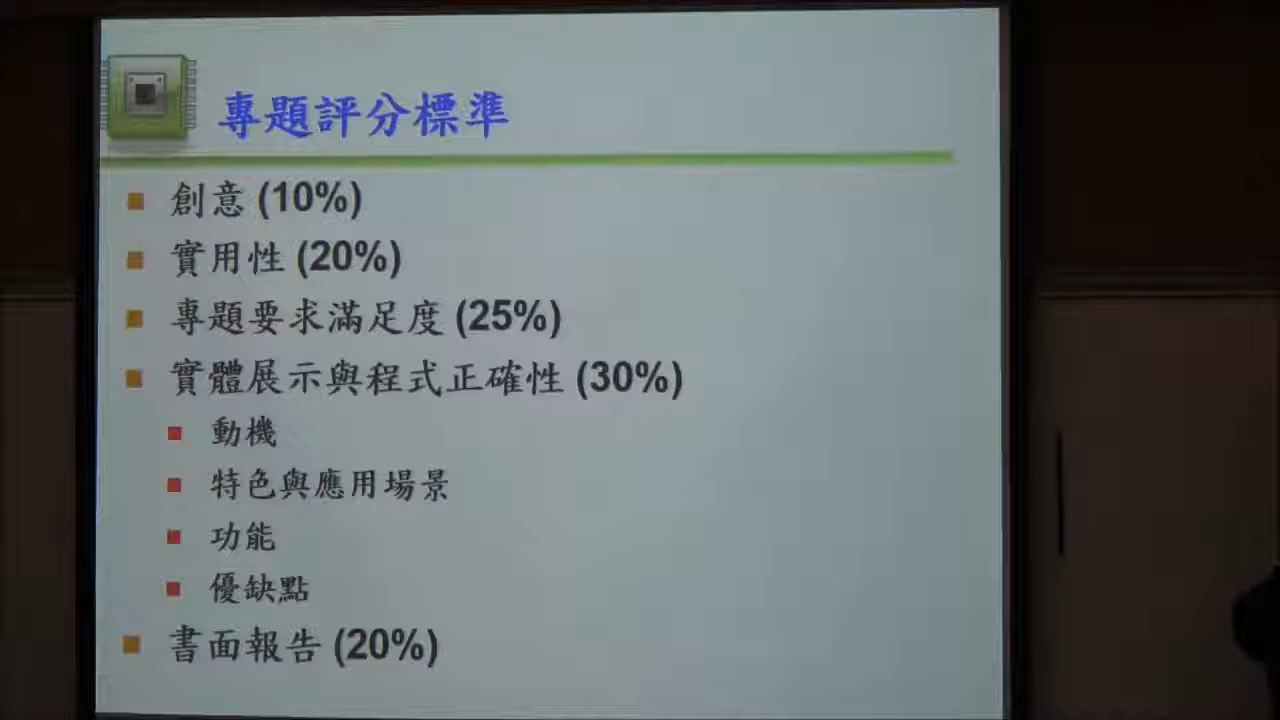 專題評分標準
創意 (10%)
實用性 (20%)
專題要求滿足度 (25%)
實體展示與程式正確性 (30%)
動機
特色與應用場景
功能
優缺點
書面報告 (20%)